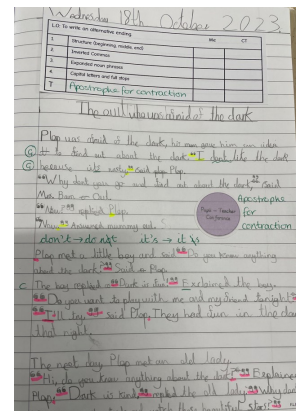 Wednesday 18th October 2023.
L.O: To write an alternative ending
Me CT
1. Structure (beginning, middle, end)
2. Inverted Commas
3. Expanded noun phrases
4. Capital letters and full stops
T Apostrophe for contraction
The owl who was afraid of the dark
Plop was afraid of the dark, his mum gave him an idea
to find out about the dark "I don't like the dark
because its nasty" said Plop.
"Why don't you go and find out about the dark," said
Mrs Barn Owl.
"Now?" replied Plop.
"Now" Answered mummy owl.
Pupil – Teacher
Conference
Apostrophe
for
contraction
don't → do not it's → it is
Plop met a little boy and said "Do you know anything
about the dark?" Said Plop.
C The boy replied "Dark is fun!" Explained the boy.
"Do you want to play with me and my friend tonight"
"I'll try" said Plop, They had fun in the dark
that night.
The next day Plop met an old lady.
"Hi, do you know anything about the dark?" Explained
Plop, "Dark is kind" replied the old lady "Why
beautiful stars